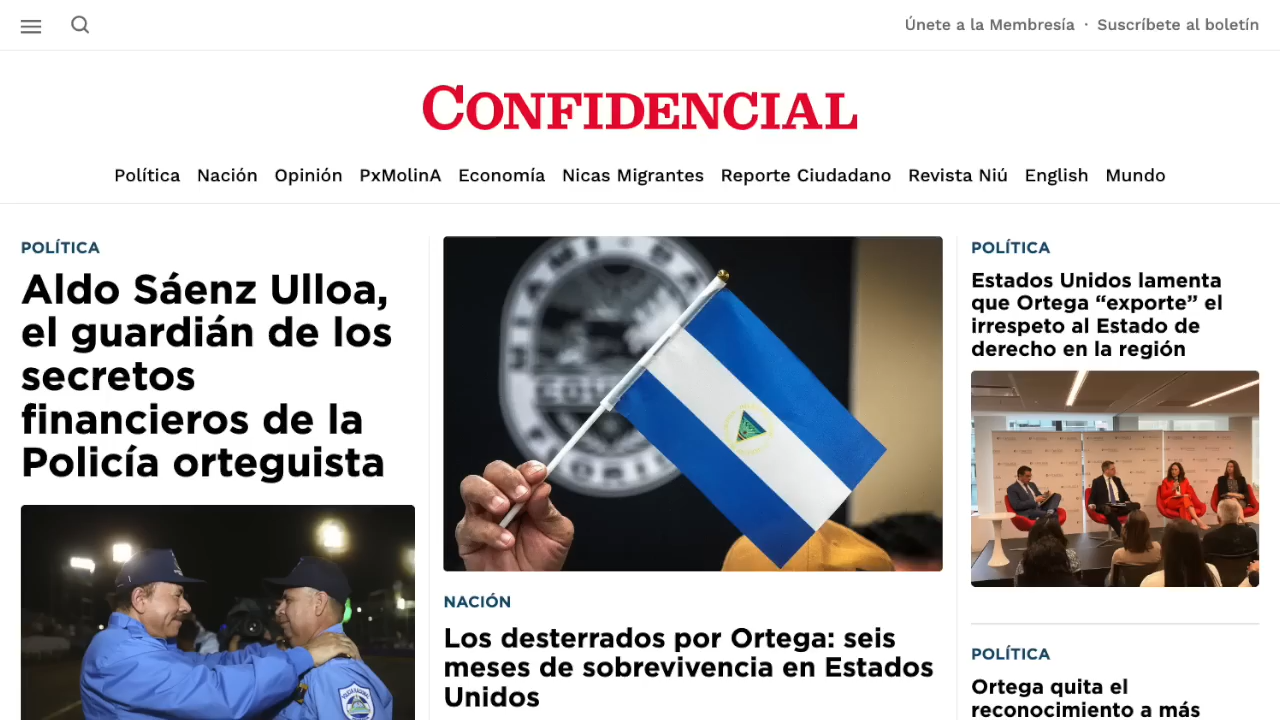 Únete a la Membresía · Suscríbete al boletín
CONFIDENCIAL
Política Nación Opinión PxMolinA Economía Nicas Migrantes Reporte Ciudadano Revista Niú English Mundo
POLÍTICA
Aldo Sáenz Ulloa,
el guardián de los
secretos
financieros de la
Policía orteguista
NACIÓN
Los desterrados por Ortega: seis
meses de sobrevivencia en Estados
Unidos
POLÍTICA
Estados Unidos lamenta
que Ortega “exporte” el
irrespeto al Estado de
derecho en la región
POLÍTICA
Ortega quita el
reconocimiento a más